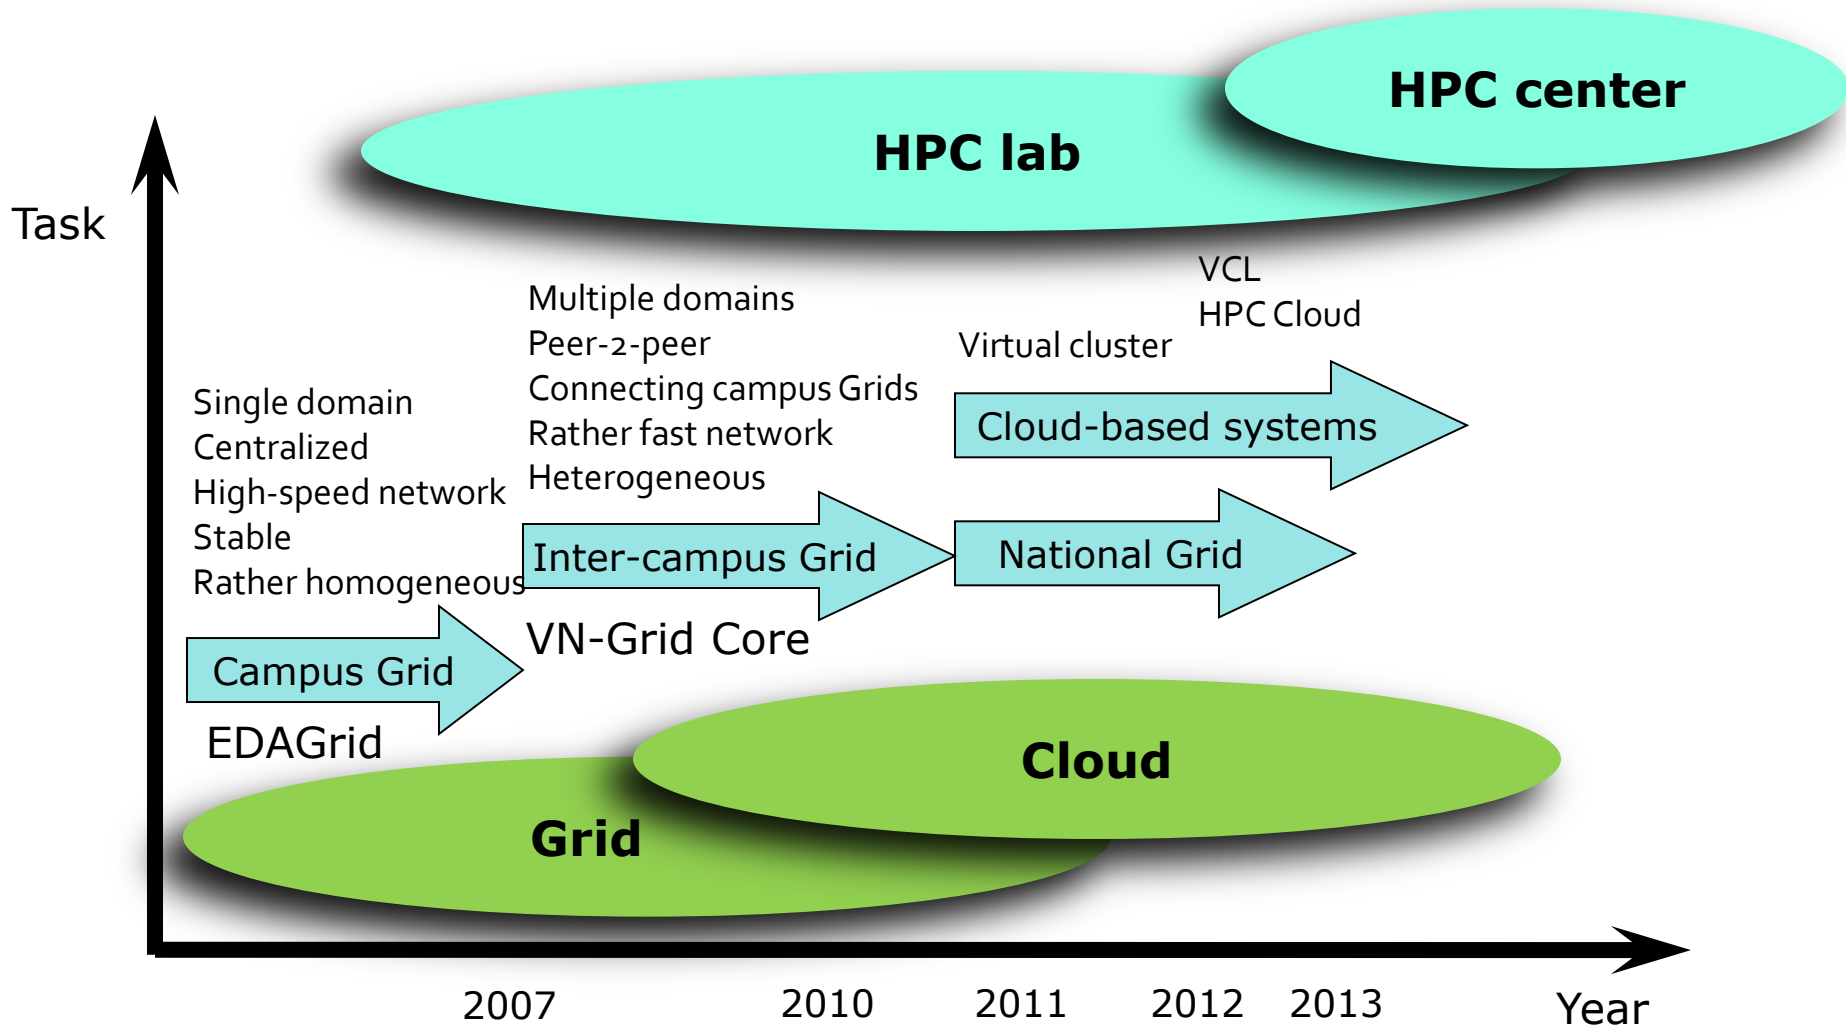 HPC center
HPC lab
Task
VCL
HPC Cloud
Multiple domains
Peer-2-peer
Connecting campus Grids
Rather fast network
Heterogeneous
Virtual cluster
Single domain
Centralized
High-speed network
Stable
Rather homogeneous
Cloud-based systems
Inter-campus Grid
National Grid
VN-Grid Core
Campus Grid
EDAGrid
Cloud
Grid
2007
2010
2011
2012
2013
Year